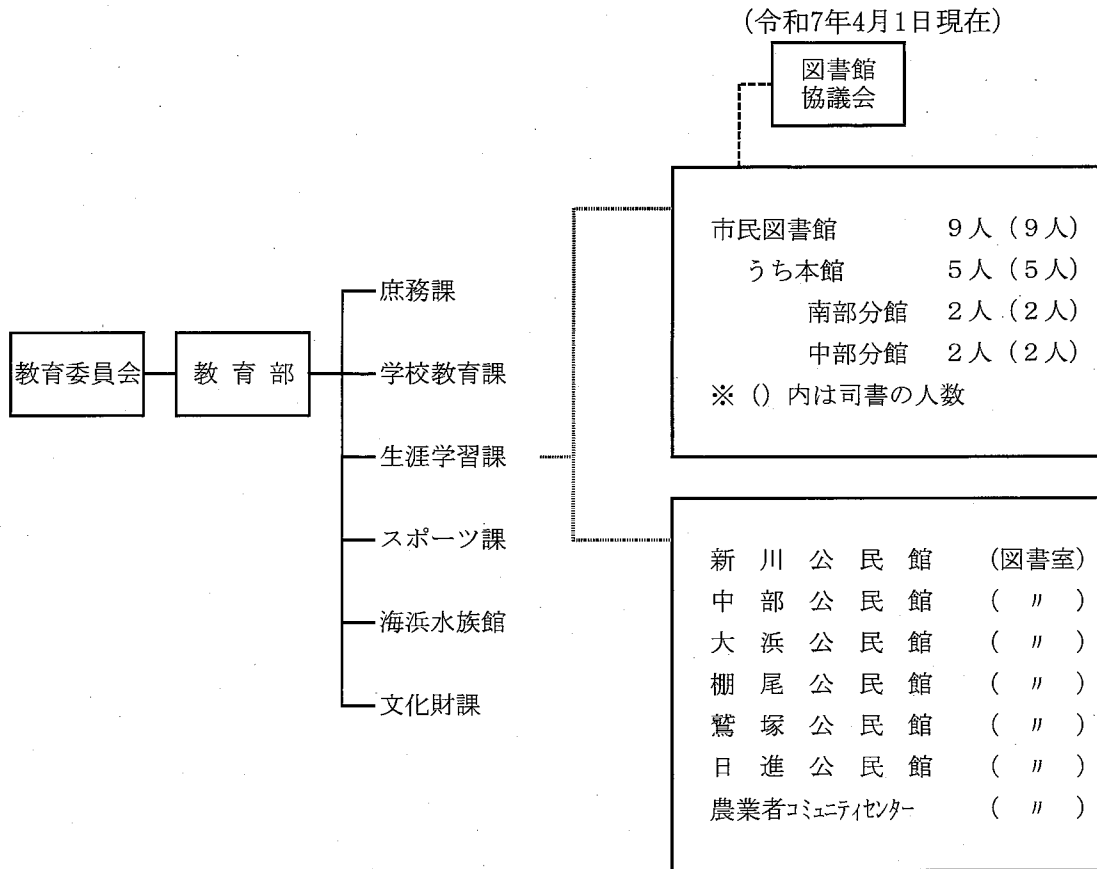 (令和7年4月1日現在)
図書館
協議会
市民図書館 9人（9人）
うち本館 5人（5人）
南部分館 2人（2人）
中部分館 2人（2人）
※（）内は司書の人数
教育委員会
教育部
庶務課
学校教育課
生涯学習課
スポーツ課
海浜水族館
文化財課
新川公民館 (図書室)
中部公民館 (〃)
大浜公民館 (〃)
棚尾公民館 (〃)
鷲塚公民館 (〃)
日進公民館 (〃)
農業者コミュニティセンター (〃)